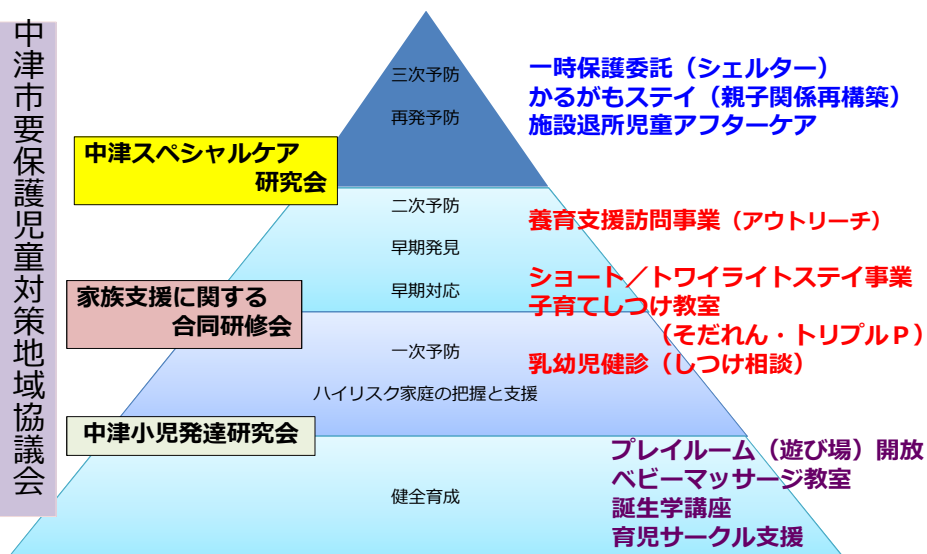 中津市要保護児童対策地域協議会
三次予防
再発予防
一時保護委託（シェルター）
かるがもステイ（親子関係再構築）
施設退所児童アフターケア
中津スペシャルケア
研究会
二次予防
早期発見
早期対応
養育支援訪問事業（アウトリーチ）
ショート／トワイライトステイ事業
子育てしつけ教室
（そだれん・トリプルＰ）
乳幼児健診（しつけ相談）
家族支援に関する
合同研修会
一次予防
ハイリスク家庭の把握と支援
中津小児発達研究会
健全育成
プレイルーム（遊び場）開放
ベビーマッサージ教室
誕生学講座
育児サークル支援